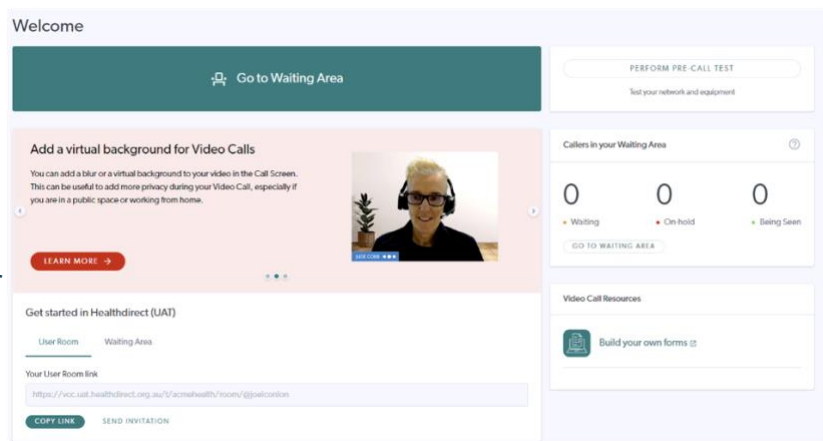 Welcome
Go to Waiting Area
PERFORM PRE-CALL TEST
Test your network and equipment
Add a virtual background for Video Calls
You can add a blur or a virtual background to your video in the Call Screen.
This can be useful to add more privacy during your Video Call, especially if
you are in a public space or working from home.
LEARN MORE
Callers in your Waiting Area
0 0 0
Waiting On hold Being Seen
GO TO WAITING AREA
Get started in Healthdirect (UAT)
User Room Waiting Area
Your User Room link
https://vcc.uat.healthdirect.org.au/t/acmehealth/room/@joelconlon
COPY LINK SEND INVITATION
Video Call Resources
Build your own forms